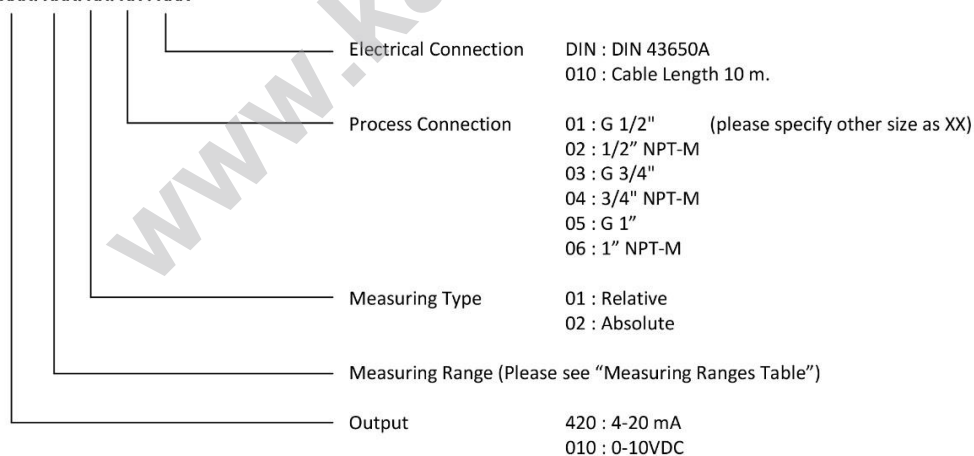 Electrical Connection DIN : DIN 43650A
010 : Cable Length 10 m.
Process Connection 01 : G 1/2" (please specify other size as XX)
02 : 1/2” NPT-M
03 : G 3/4"
04 : 3/4" NPT-M
05 : G 1”
06 : 1” NPT-M
Measuring Type 01 : Relative
02 : Absolute
Measuring Range (Please see “Measuring Ranges Table”)
Output 420 : 4-20 mA
010 : 0-10VDC